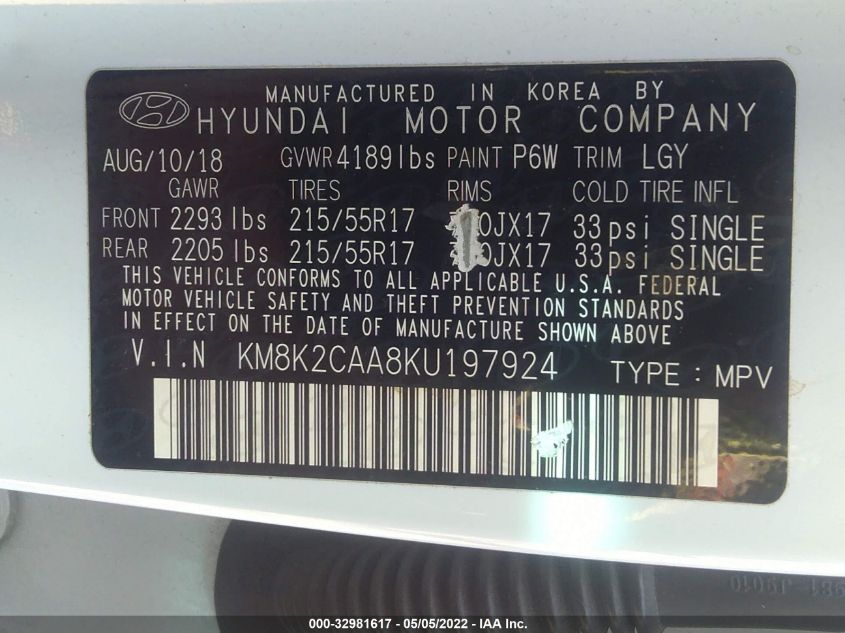 MANUFACTURED IN KOREA BY
HYUNDAI MOTOR COMPANY
AUG/10/18 GVWR 4189 lbs PAINT P6W TRIM LGY
GAWR TIRES RIMS COLD TIRE INFL
FRONT 2293 lbs 215/55R17 0JX17 33psi SINGLE
REAR 2205 lbs 215/55R17 0JX17 33psi SINGLE
THIS VEHICLE CONFORMS TO ALL APPLICABLE U.S.A. FEDERAL
MOTOR VEHICLE SAFETY AND THEFT PREVENTION STANDARDS
IN EFFECT ON THE DATE OF MANUFACTURE SHOWN ABOVE
V.I.N KM8K2CAA8KU197924 TYPE : MPV
000-32981617 - 05/05/2022 - IAA Inc.